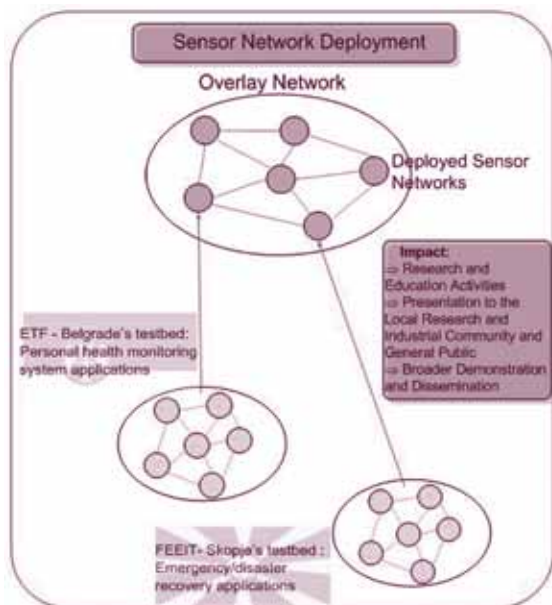 Sensor Network Deployment
Overlay Network
Deployed Sensor
Networks
Impact:
⇨ Research and
Education Activities
⇨ Presentation to the
Local Research and
Industrial Community and
General Public
⇨ Broader Demonstration
and Dissemination
ETF - Belgrade's testbed:
Personal health monitoring
system applications
FEEIT- Skopje's testbed :
Emergency/disaster
recovery applications